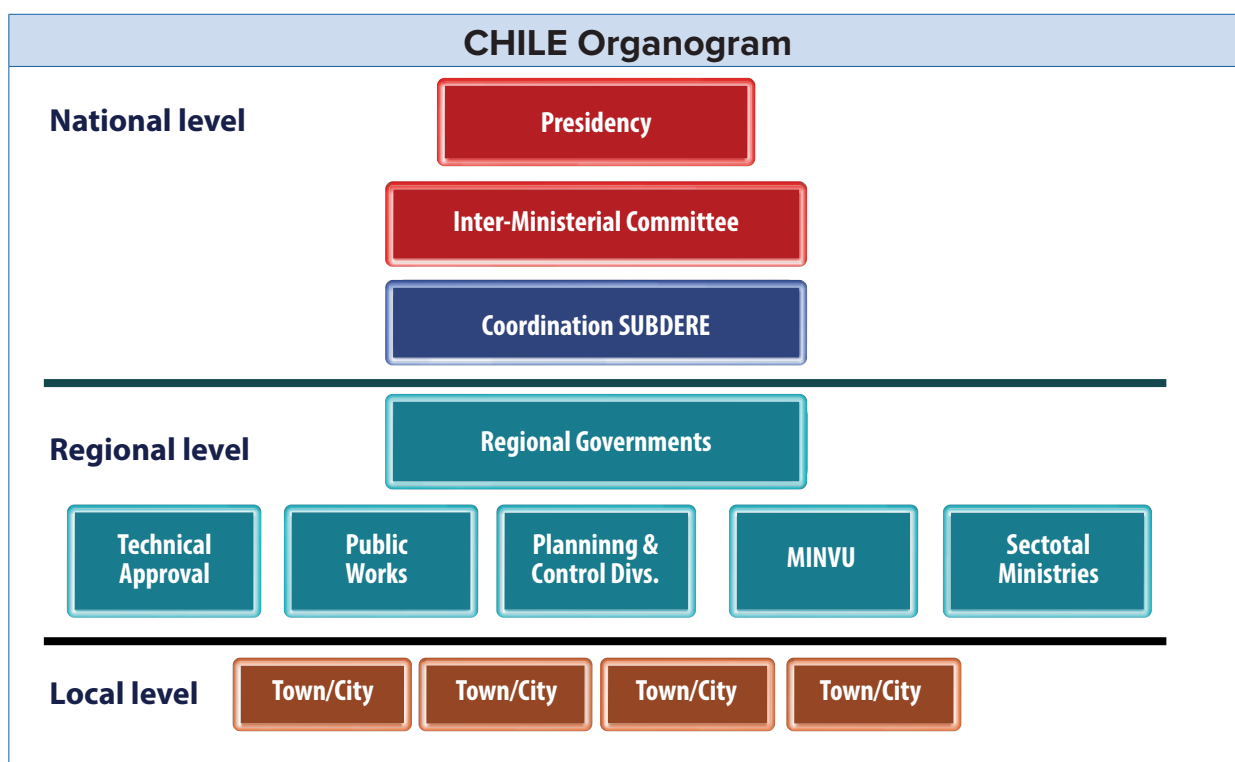 CHILE Organogram
National level
Presidency
Inter-Ministerial Committee
Coordination SUBDERE
Regional level
Regional Governments
Technical
Approval
Public
Works
Planninng &
Control Divs.
MINVU
Sectotal
Ministries
Local level
Town/City
Town/City
Town/City
Town/City